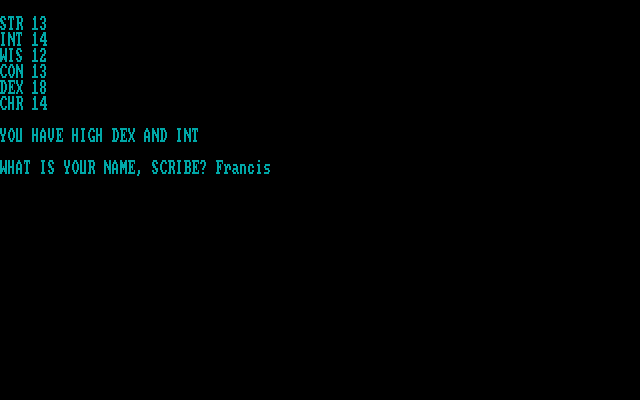 STR 13
INT 14
WIS 12
CON 13
DEX 18
CHR 14
YOU HAVE HIGH DEX AND INT
WHAT IS YOUR NAME, SCRIBE? Francis